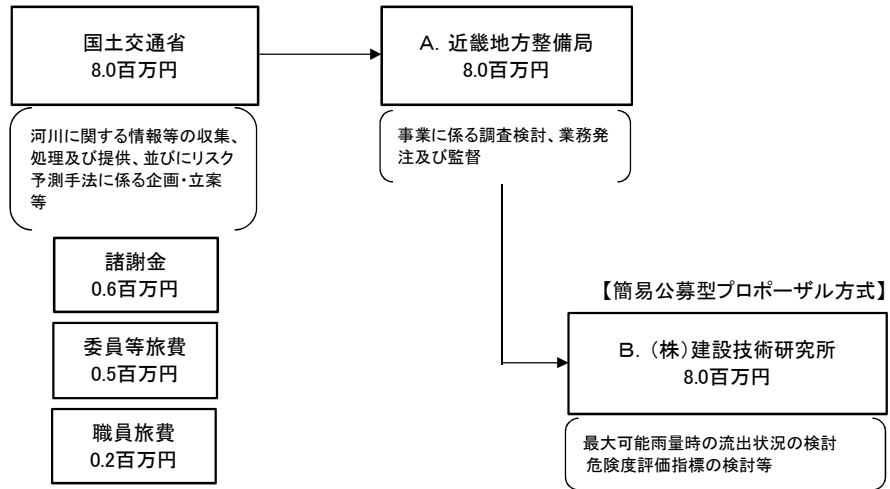 国土交通省
8.0百万円
A．近畿地方整備局
8.0百万円
河川に関する情報等の収集、
処理及び提供、並びにリスク
予測手法に係る企画・立案
等
事業に係る調査検討、業務発
注及び監督
諸謝金
0.6百万円
委員等旅費
0.5百万円
職員旅費
0.2百万円
【簡易公募型プロポーザル方式】
B．（株）建設技術研究所
8.0百万円
最大可能雨量時の流出状況の検討
危険度評価指標の検討等